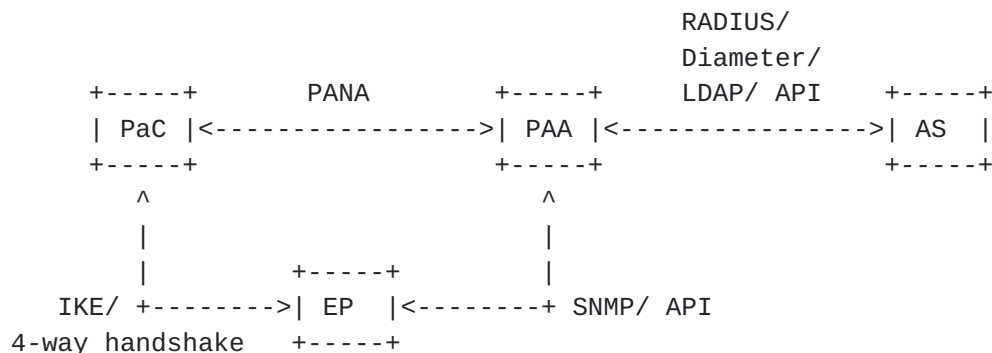 RADIUS/
                                           Diameter/
     +-----+       PANA        +-----+     LDAP/ API    +-----+
     | PaC |<----------------->| PAA |<---------------->| AS  |
     +-----+                   +-----+                  +-----+
        ^                         ^
        |                         |
        |         +-----+         |
   IKE/ +-------->| EP  |<--------+ SNMP/ API
4-way handshake   +-----+